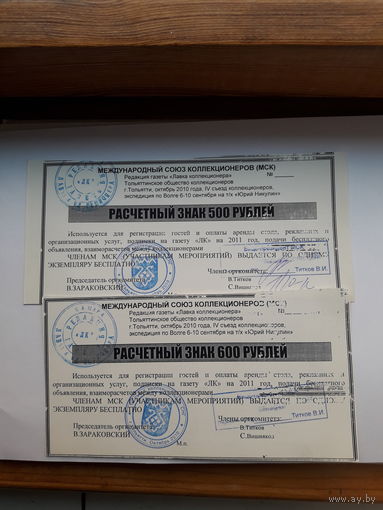 МЕЖДУНАРОДНЫЙ СОЮЗ КОЛЛЕКЦИОНЕРОВ (МСК)
Редакция газеты «Лавка коллекционера» №
Тольяттинское общество коллекционеров
г.Тольятти, октябрь 2010 года, IV съезд коллекционеров,
экспедиция по Волге 6-10 сентября на т/х «Юрий Никулин»
РАСЧЕТНЫЙ ЗНАК 500 РУБЛЕЙ
Используется для регистрации гостей и оплаты аренды стола, рекламных и
организационных услуг, подписки на газету «ЛК» на 2011 год, подачи бесплатного
объявления, взаиморасчетов между коллекционерами
ЧЛЕНАМ МСК (УЧАСТНИКАМ МЕРОПРИЯТИЙ) ВЫДАЕТСЯ ПО ОДНОМУ
ЭКЗЕМПЛЯРУ БЕСПЛАТНО
Члены оргкомитета: Титков В.И.
Председатель оргкомитета В.Титков
В.ЗАРАКОВСКИЙ С.Вишняков
МЕЖДУНАРОДНЫЙ СОЮЗ КОЛЛЕКЦИОНЕРОВ (МСК)
Редакция газеты «Лавка коллекционера» №
Тольяттинское общество коллекционеров
г.Тольятти, октябрь 2010 года, IV съезд коллекционеров,
экспедиция по Волге 6-10 сентября на т/х «Юрий Никулин»
РАСЧЕТНЫЙ ЗНАК 600 РУБЛЕЙ
Используется для регистрации гостей и оплаты аренды стола, рекламных и
организационных услуг, подписки на газету «ЛК» на 2011 год, подачи бесплатного
объявления, взаиморасчетов между коллекционерами
ЧЛЕНАМ МСК (УЧАСТНИКАМ МЕРОПРИЯТИЙ) ВЫДАЕТСЯ ПО
ЭКЗЕМПЛЯРУ БЕСПЛАТНО
Члены оргкомитета: Титков В.И.
Председатель оргкомитета В.Титков
В.ЗАРАКОВСКИЙ С.Вишняков
М.п.
www.ay.by